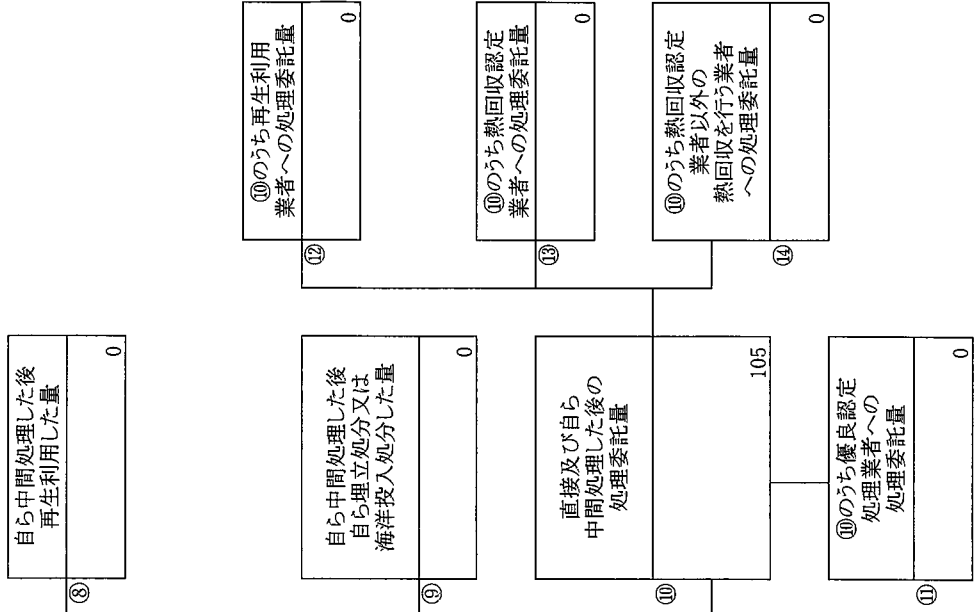 ⑧
自ら中間処理した後
再生利用した量
0
⑨
自ら中間処理した後
自ら埋立処分又は
海洋投入処分した量
0
⑩
直接及び自ら
中間処理した後の
処理委託量
105
⑪
⑩のうち優良認定
処理業者への
処理委託量
0
⑫
⑩のうち再生利用
業者への処理委託量
0
⑬
⑩のうち熱回収認定
業者への処理委託量
0
⑭
⑩のうち熱回収認定
業者以外の
熱回収を行う業者
への処理委託量
0